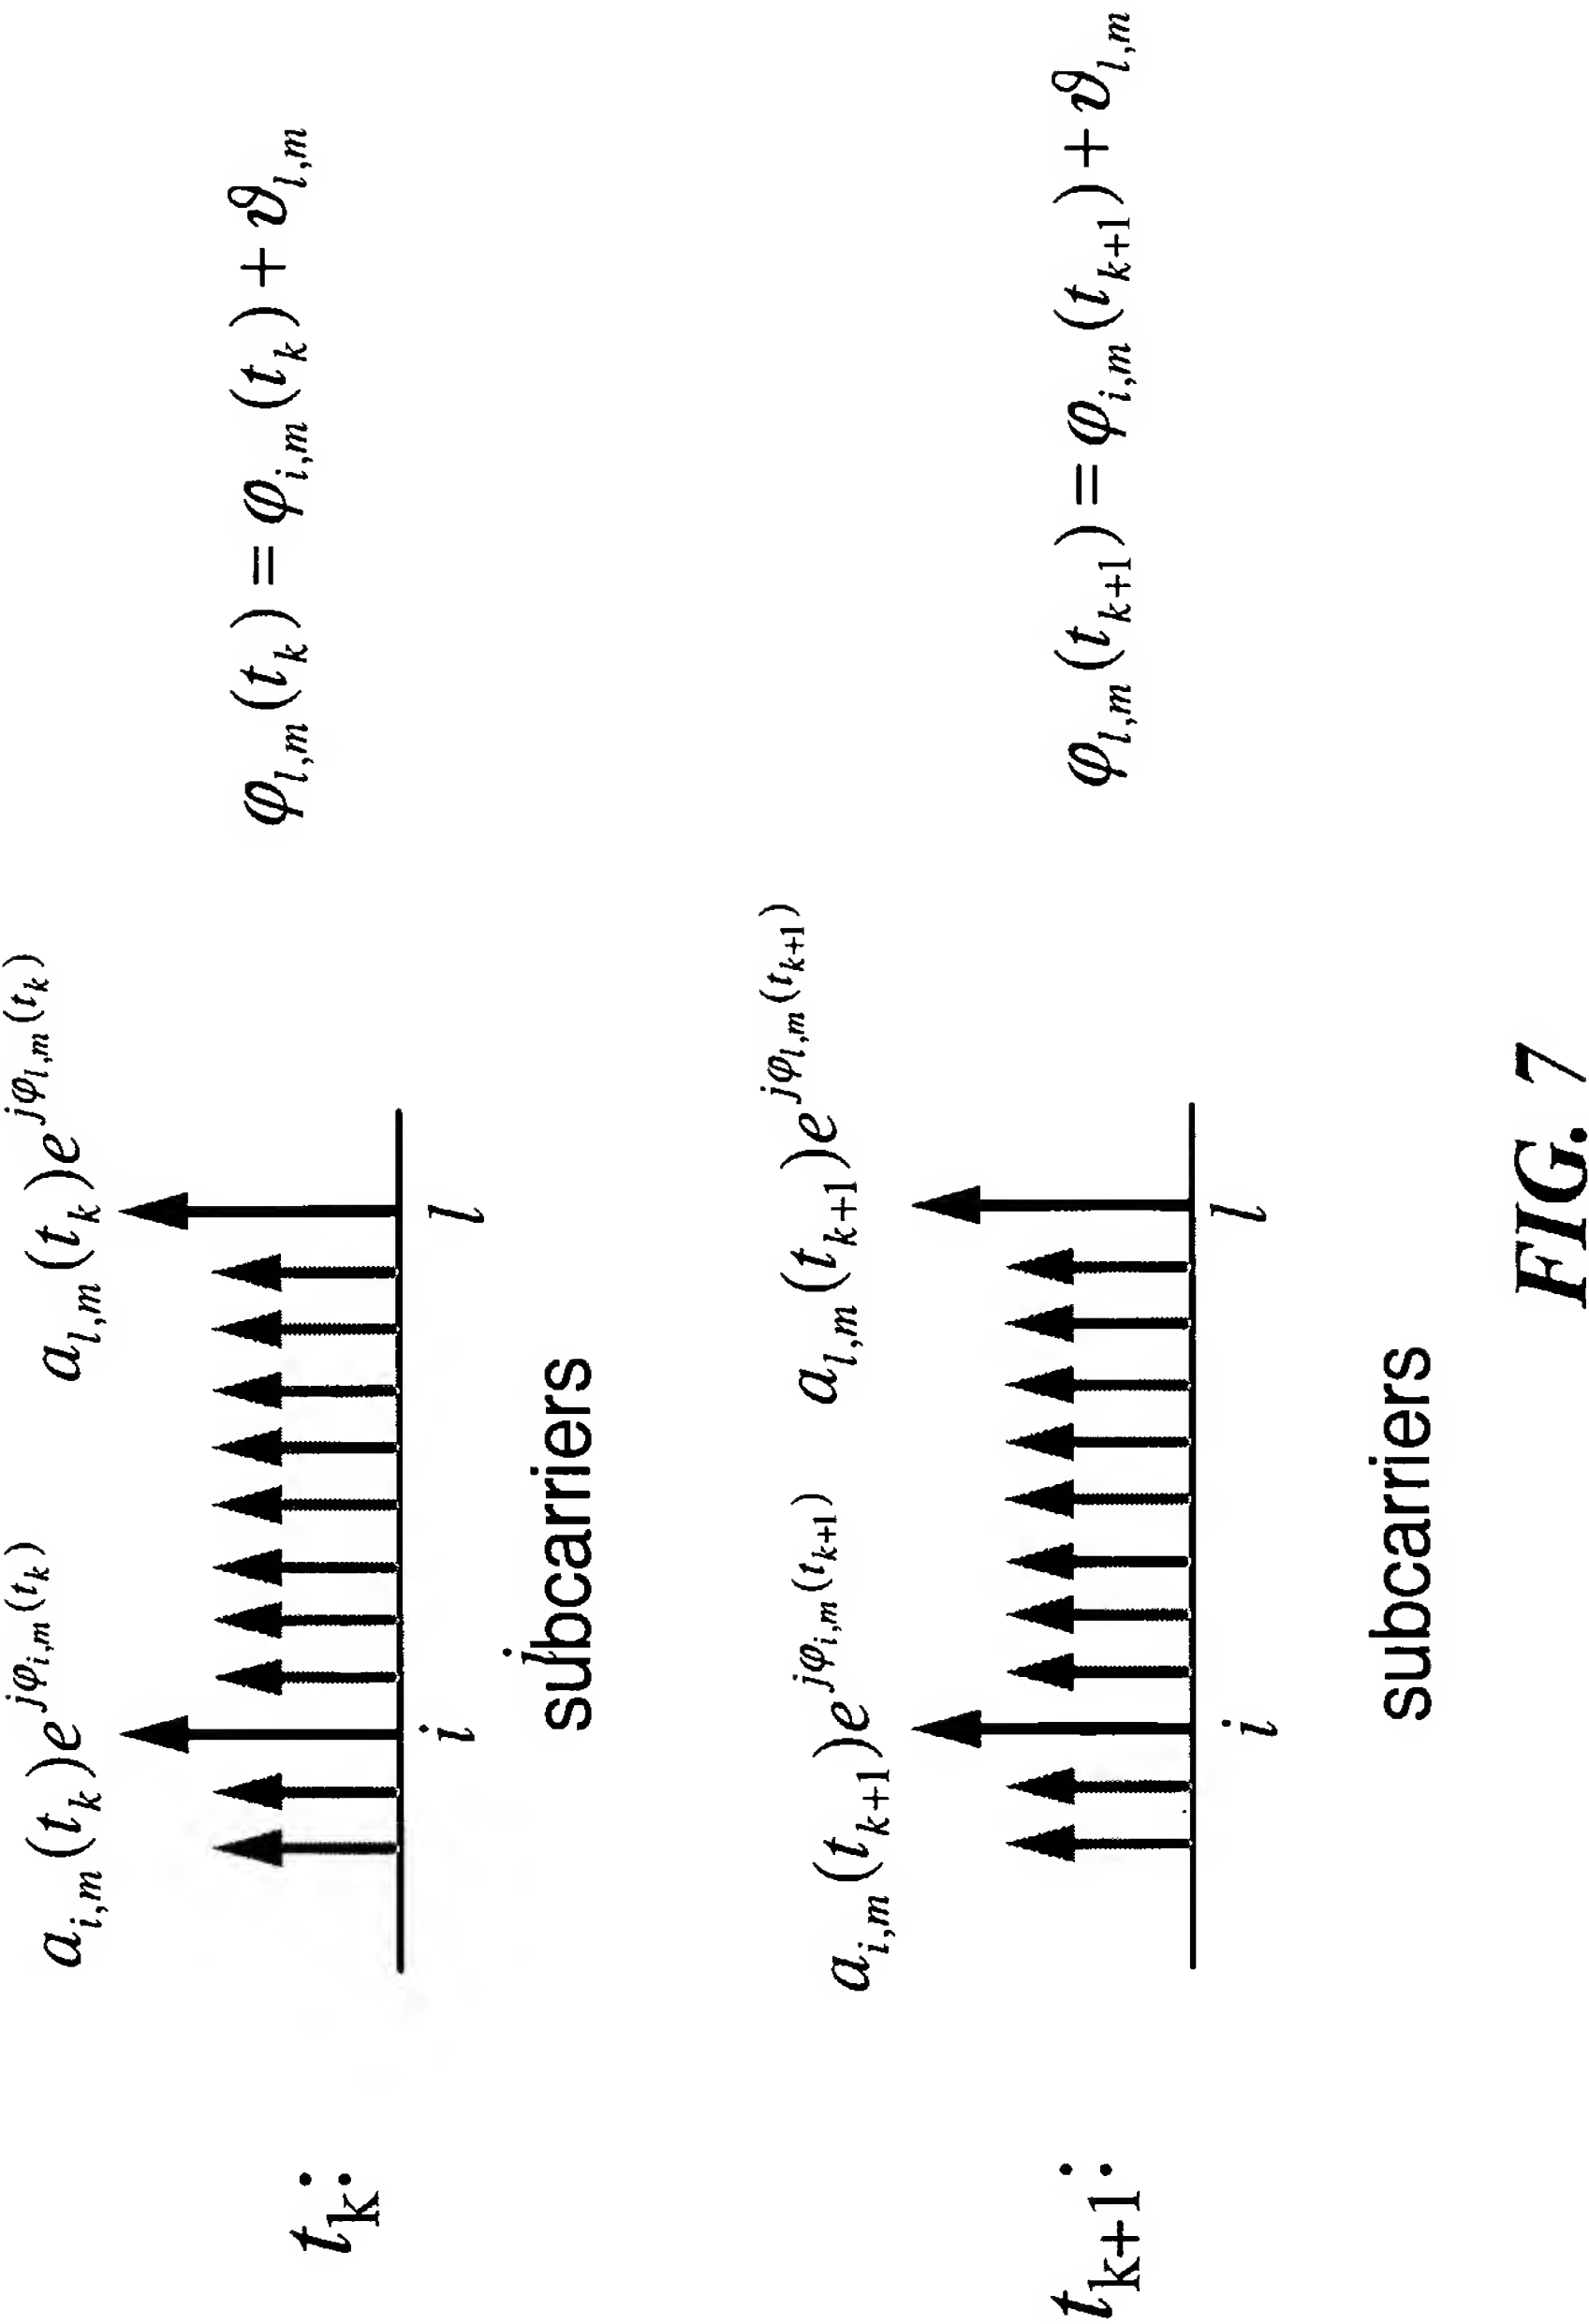 a_{i,m}(t_k)e^{jφ_{i,m}(t_k)} a_{l,m}(t_k)e^{jφ_{l,m}(t_k)}
t_k: φ_{l,m}(t_k) = φ_{i,m}(t_k) + ϑ_{l,m}
i l
subcarriers
a_{i,m}(t_{k+1})e^{jφ_{i,m}(t_{k+1})} a_{l,m}(t_{k+1})e^{jφ_{l,m}(t_{k+1})}
t_{k+1}: φ_{l,m}(t_{k+1}) = φ_{i,m}(t_{k+1}) + ϑ_{l,m}
i l
subcarriers
FIG. 7